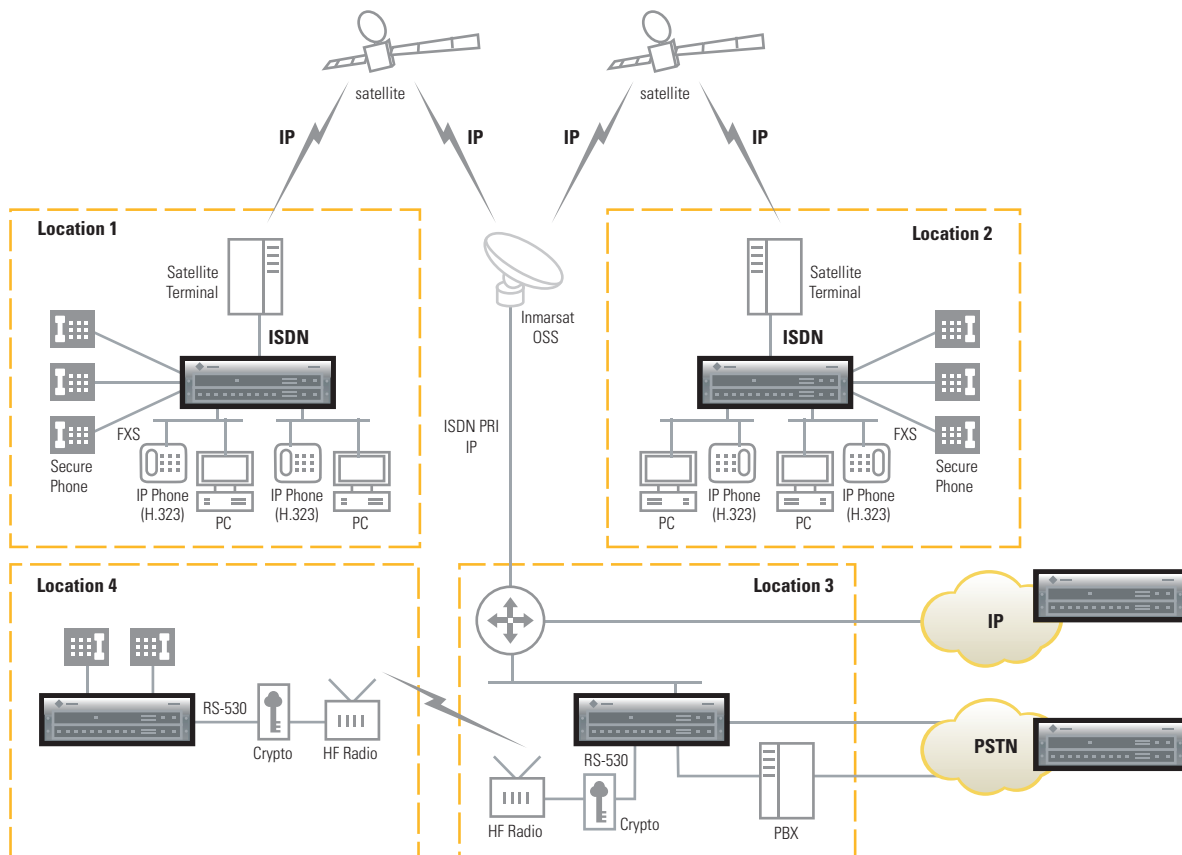 satellite
satellite
IP
IP
IP
IP
Location 1
Satellite
Terminal
ISDN
FXS
Secure
Phone
IP Phone
(H.323)
PC
IP Phone
(H.323)
PC
Inmarsat
OSS
ISDN PRI
IP
Location 2
Satellite
Terminal
ISDN
FXS
PC
IP Phone
(H.323)
PC
IP Phone
(H.323)
Secure
Phone
Location 4
RS-530
Crypto
HF Radio
Location 3
RS-530
HF Radio
Crypto
PBX
IP
PSTN